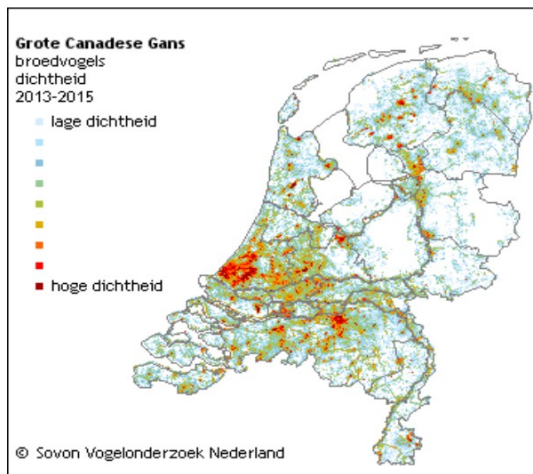 Grote Canadese Gans
broedvogels
dichtheid
2013-2015
lage dichtheid
hoge dichtheid
© Sovon Vogelonderzoek Nederland